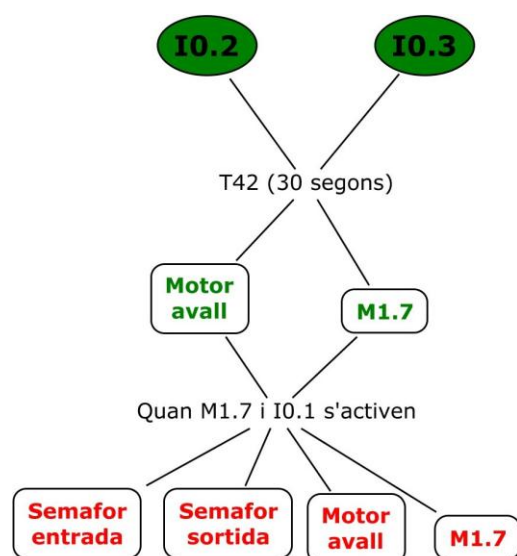 I0.2
I0.3
T42 (30 segons)
Motor
avall
M1.7
Quan M1.7 i I0.1 s'activen
Semafor
entrada
Semafor
sortida
Motor
avall
M1.7